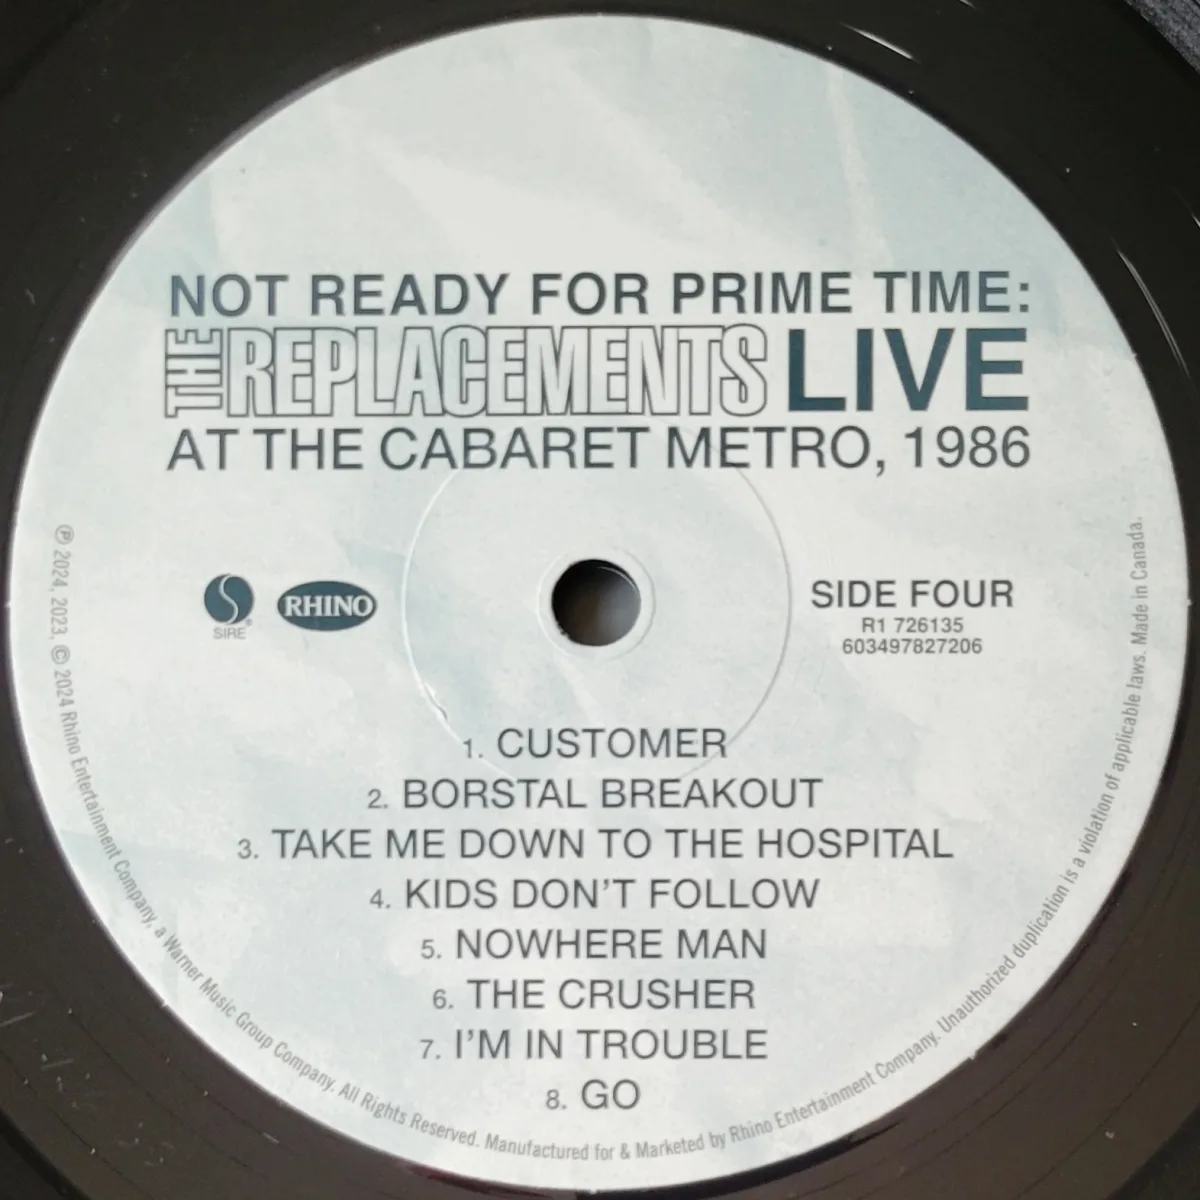 NOT READY FOR PRIME TIME:
THE REPLACEMENTS LIVE
AT THE CABARET METRO, 1986
SIRE®
RHINO
SIDE FOUR
R1 726135
603497827206
1. CUSTOMER
2. BORSTAL BREAKOUT
3. TAKE ME DOWN TO THE HOSPITAL
4. KIDS DON'T FOLLOW
5. NOWHERE MAN
6. THE CRUSHER
7. I'M IN TROUBLE
8. GO
℗ 2024, 2023, © 2024 Rhino Entertainment Company, a Warner Music Group Company. All Rights Reserved. Manufactured for & Marketed by Rhino Entertainment Company. Unauthorized duplication is a violation of applicable laws. Made in Canada.